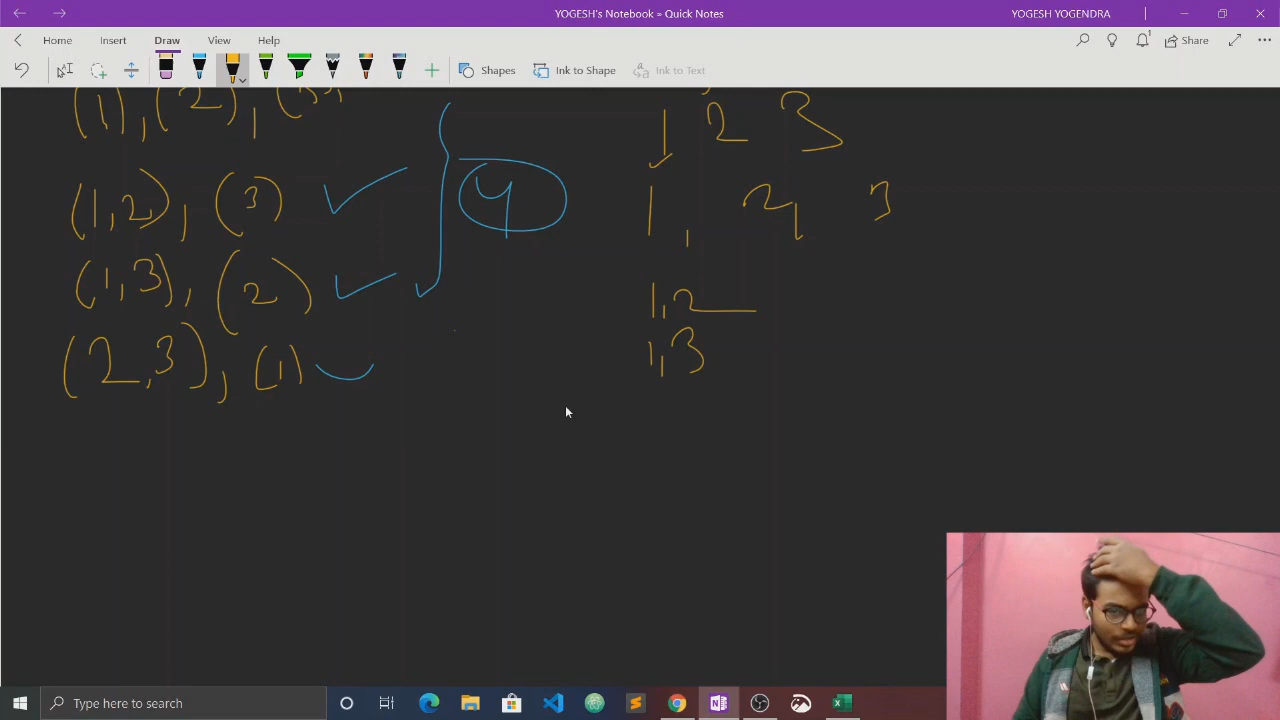 YOGESH's Notebook » Quick Notes
YOGESH YOGENDRA
Home Insert Draw View Help
Share
Shapes
Ink to Shape
Ink to Text
(1), (2), (3),
(1,2), (3)
(1,3), (2)
(2,3), (1)
4
1 2 3
1, 2, 3
1,2
1,3
Type here to search